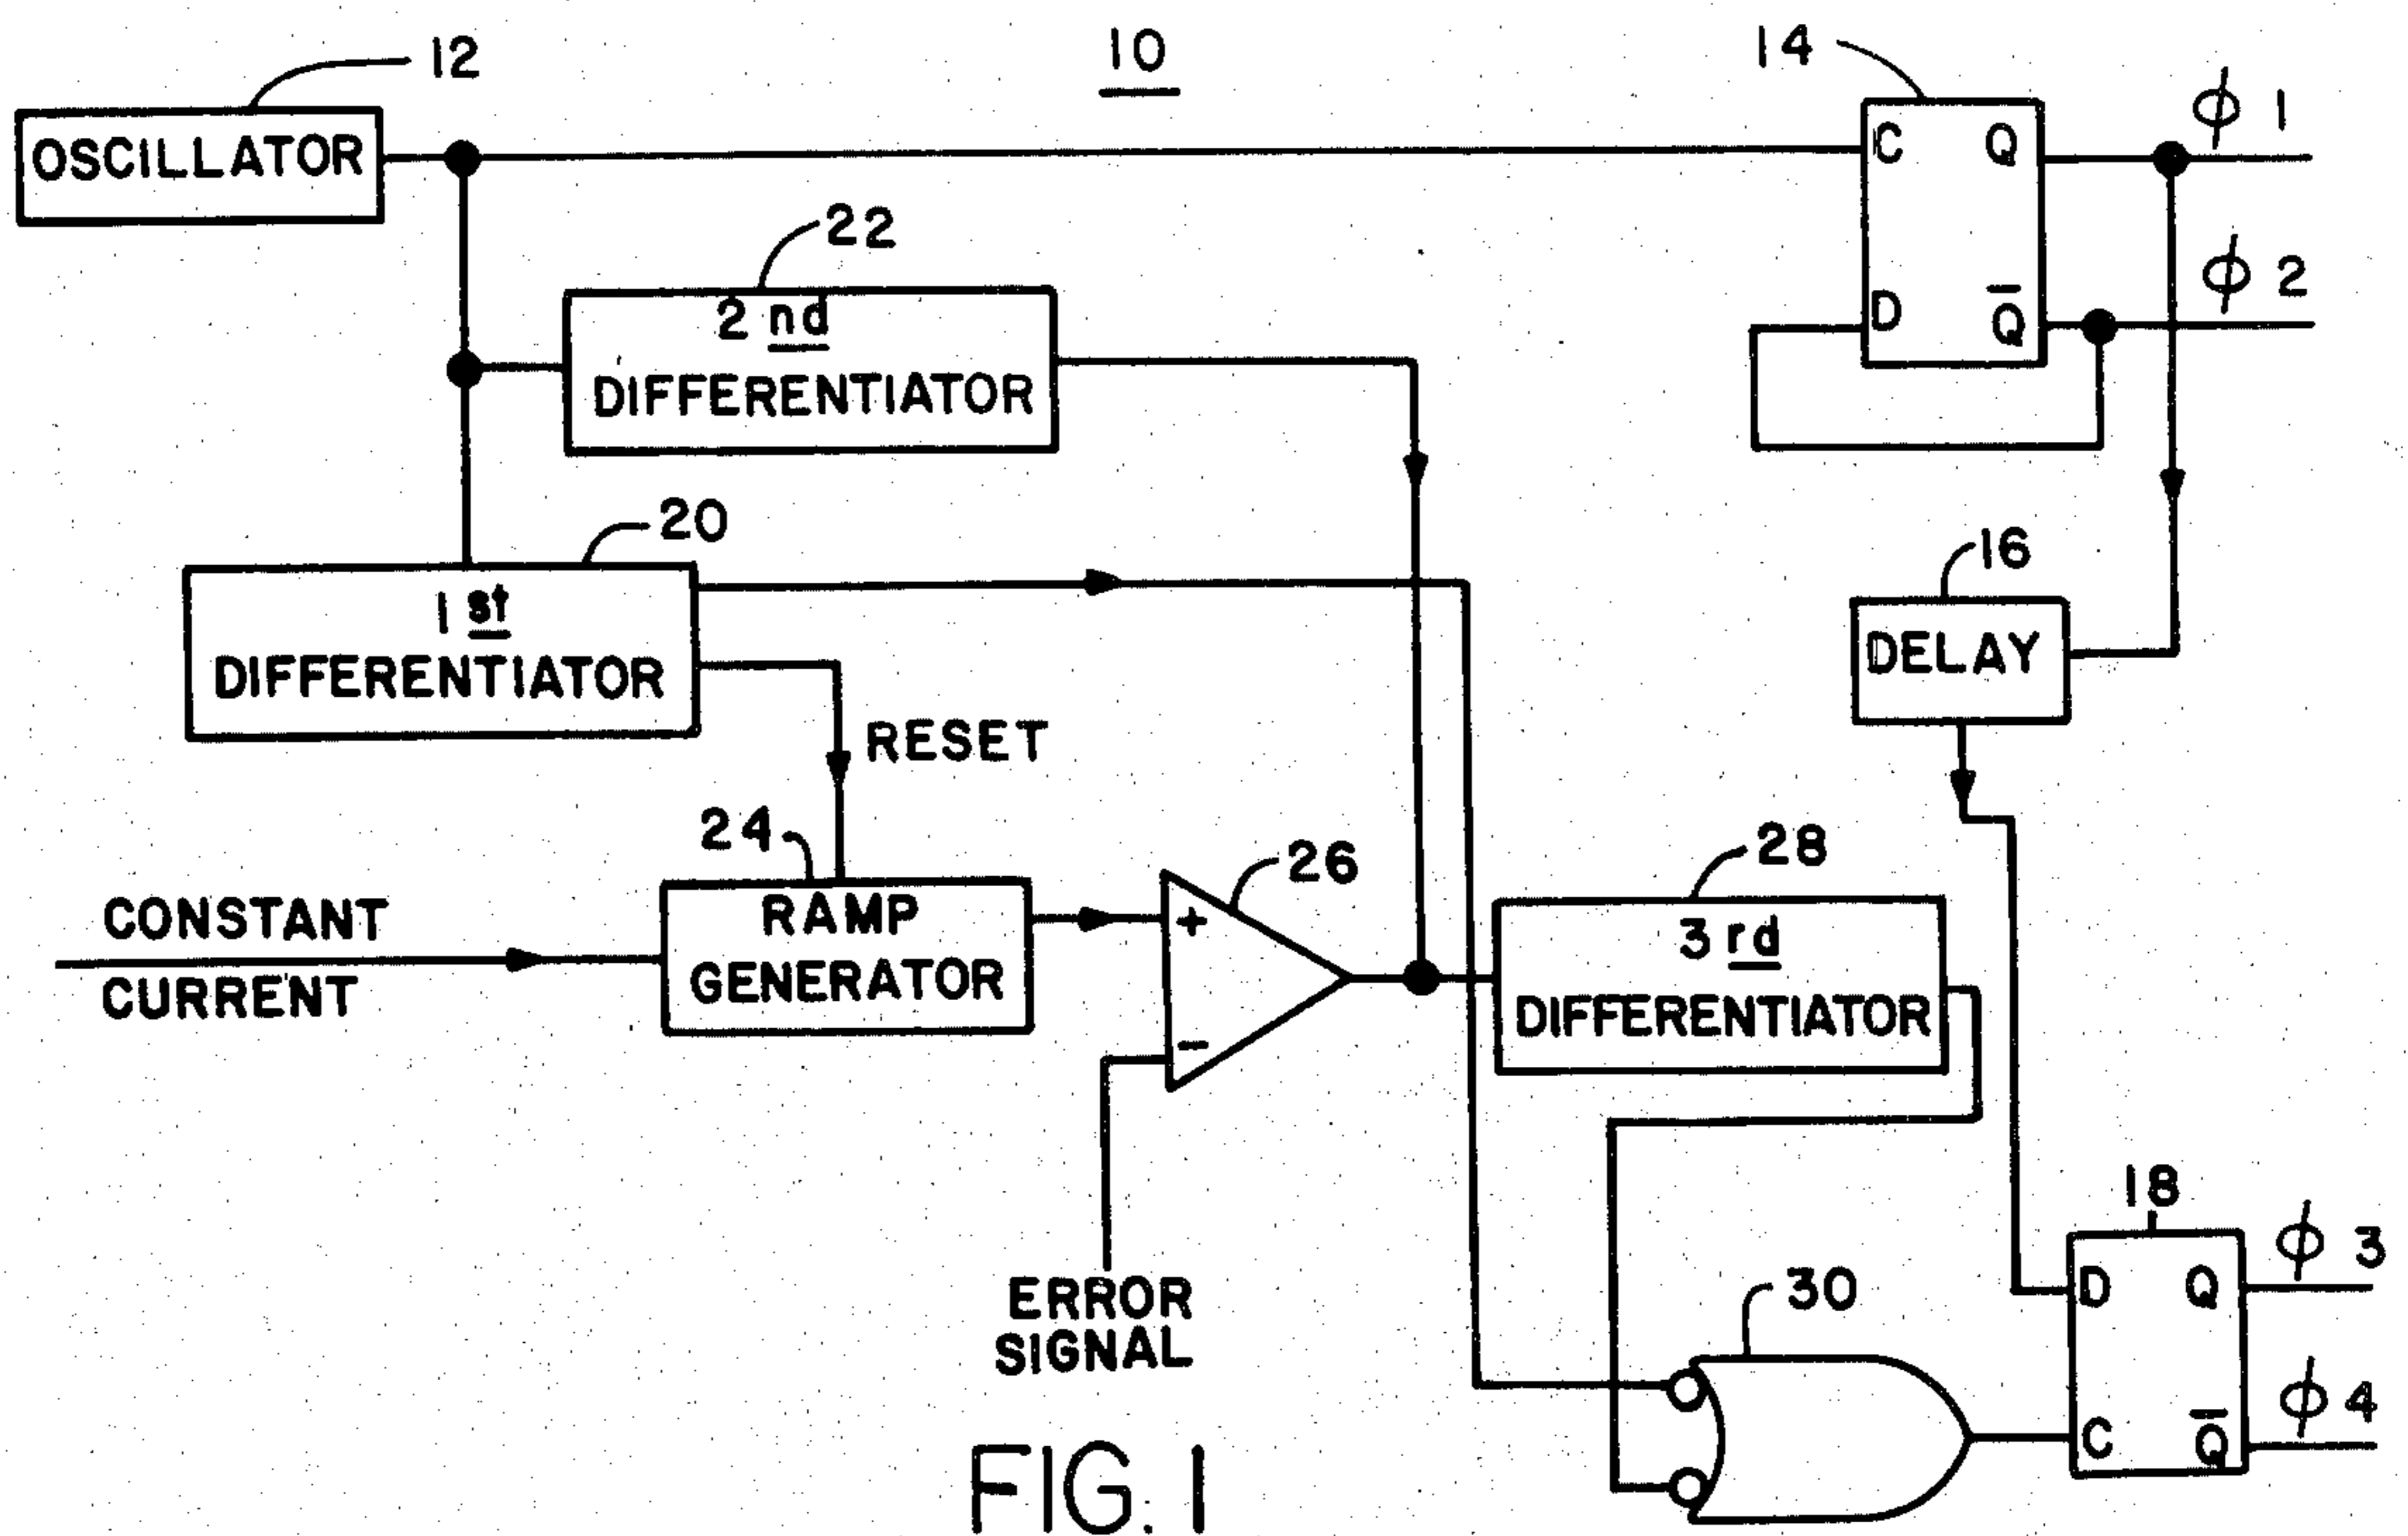 10
12
OSCILLATOR
14
C Q
D Q̅
ϕ 1
ϕ 2
22
2 nd
DIFFERENTIATOR
20
1 st
DIFFERENTIATOR
RESET
16
DELAY
24
RAMP
GENERATOR
CONSTANT
CURRENT
26
+
−
ERROR
SIGNAL
28
3 rd
DIFFERENTIATOR
30
18
D Q
C Q̅
ϕ 3
ϕ 4
FIG. 1